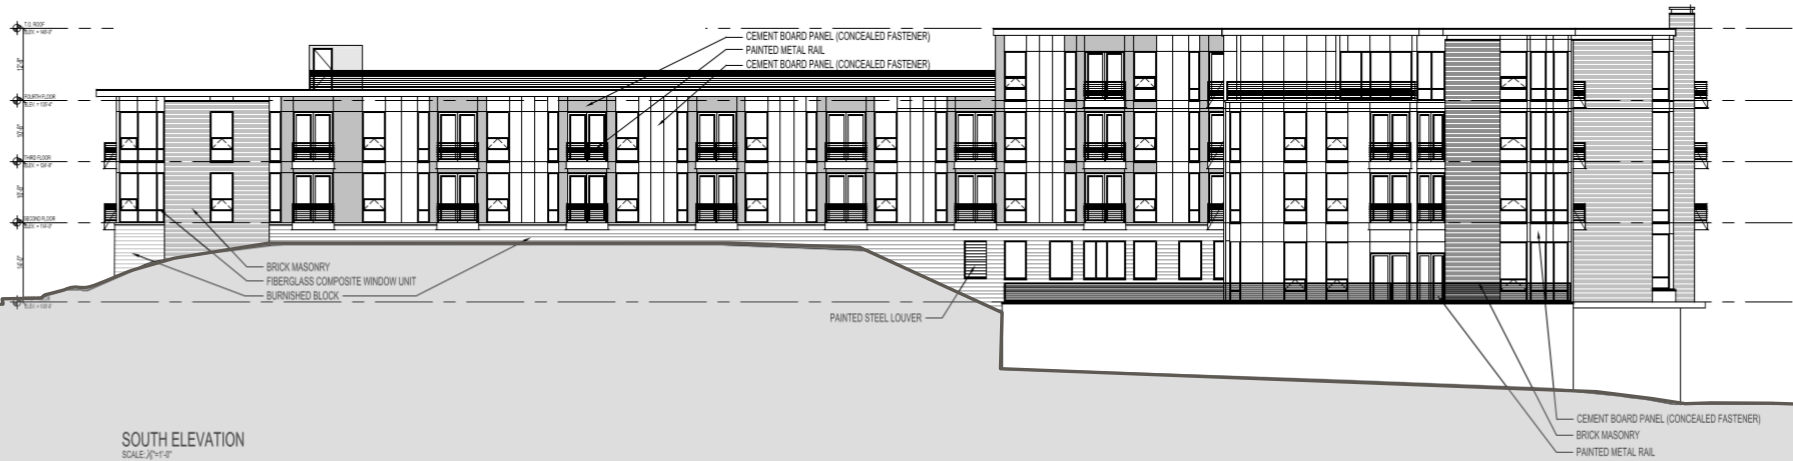 T.O. ROOF
CEMENT BOARD PANEL (CONCEALED FASTENER)
PAINTED METAL RAIL
CEMENT BOARD PANEL (CONCEALED FASTENER)
FOURTH FLOOR
THIRD FLOOR
SECOND FLOOR
BRICK MASONRY
FIBERGLASS COMPOSITE WINDOW UNIT
BURNISHED BLOCK
PAINTED STEEL LOUVER
CEMENT BOARD PANEL (CONCEALED FASTENER)
BRICK MASONRY
PAINTED METAL RAIL
SOUTH ELEVATION
SCALE: